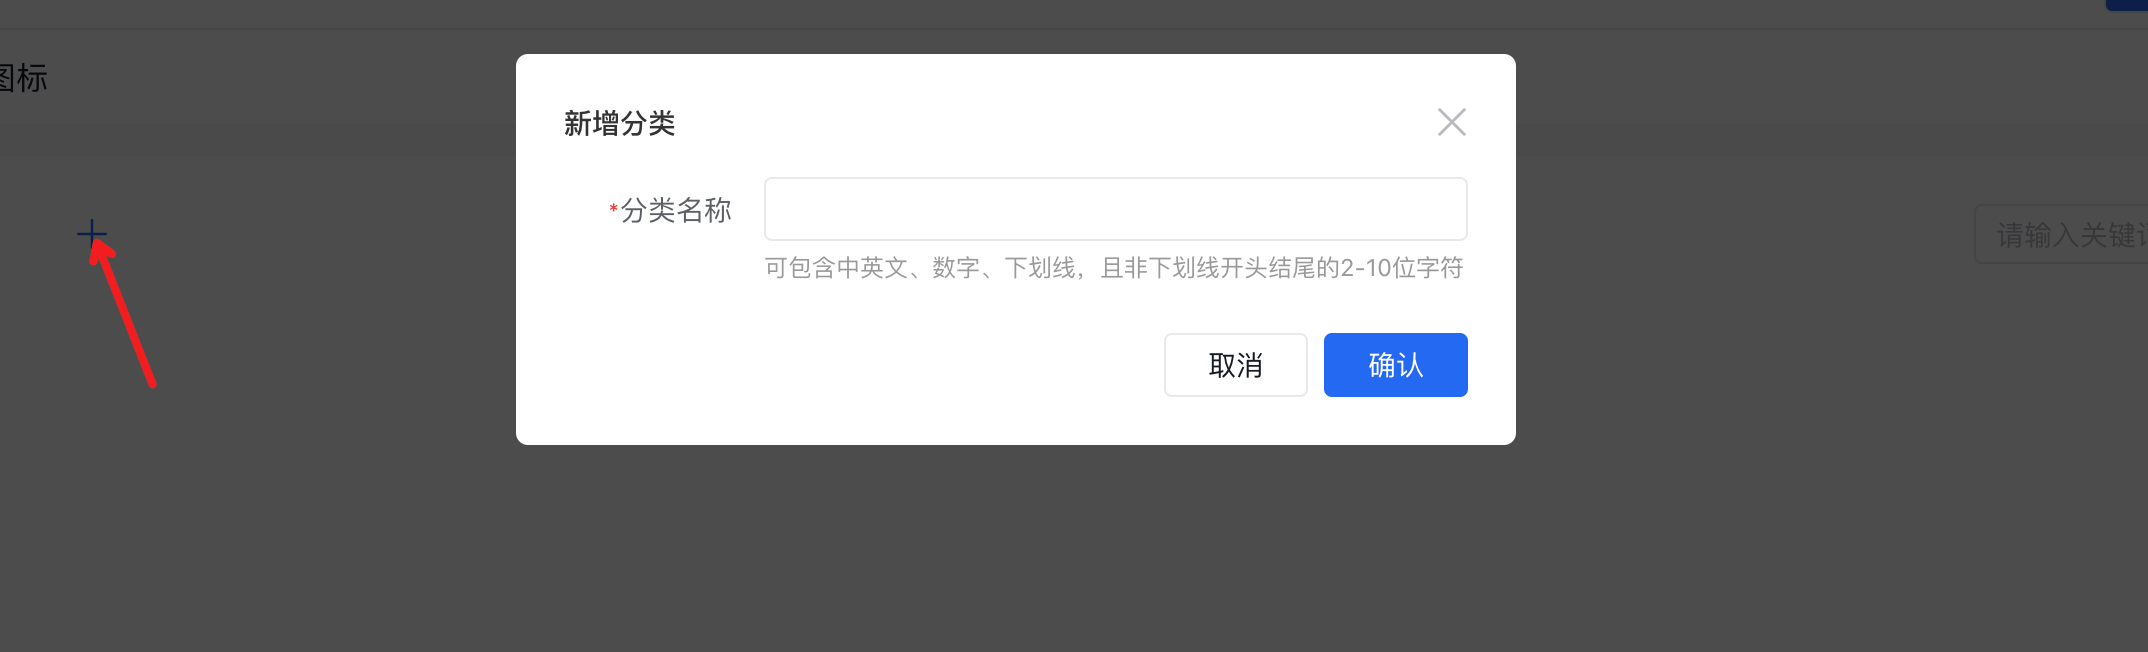 图标
新增分类
*分类名称
可包含中英文、数字、下划线，且非下划线开头结尾的2-10位字符
请输入关键
取消 确认